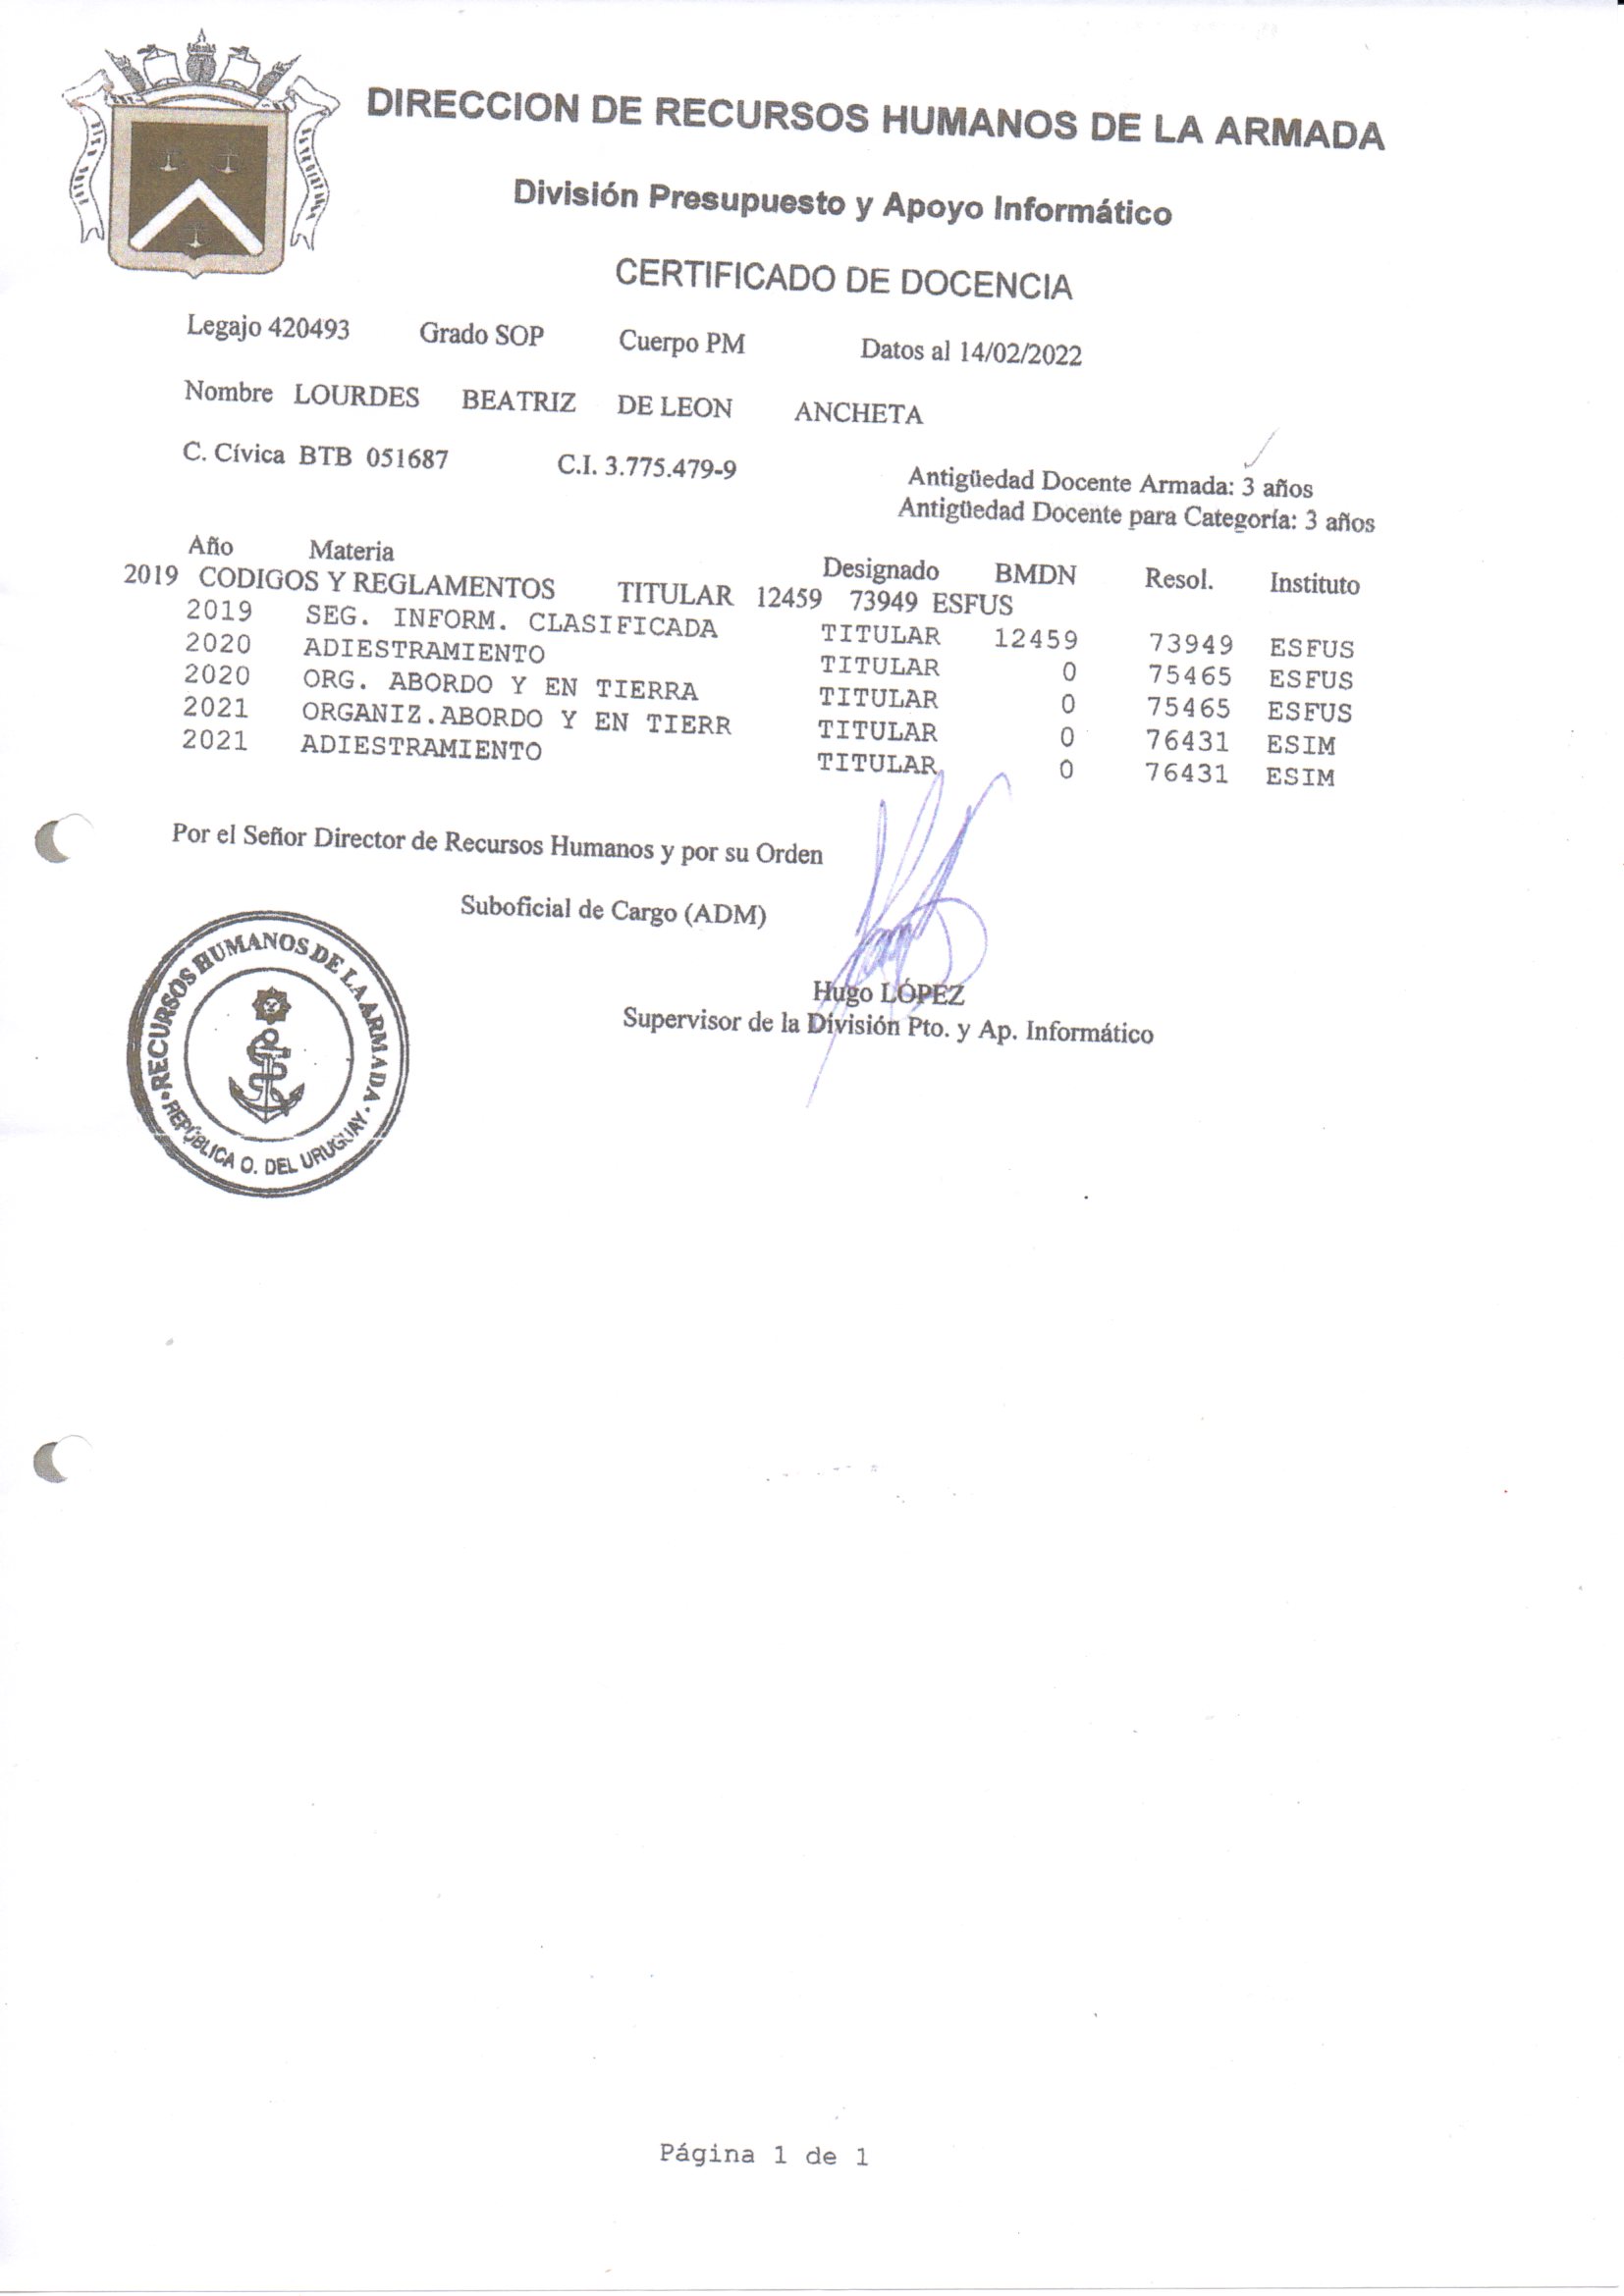 DIRECCION DE RECURSOS HUMANOS DE LA ARMADA
División Presupuesto y Apoyo Informático
CERTIFICADO DE DOCENCIA
Legajo 420493 Grado SOP Cuerpo PM Datos al 14/02/2022
Nombre LOURDES BEATRIZ DE LEON ANCHETA
C. Cívica BTB 051687 C.I. 3.775.479-9
Antigüedad Docente Armada: 3 años
Antigüedad Docente para Categoría: 3 años
Año Materia Designado BMDN Resol. Instituto
2019 CODIGOS Y REGLAMENTOS TITULAR 12459 73949 ESFUS
2019 SEG. INFORM. CLASIFICADA TITULAR 12459 73949 ESFUS
2020 ADIESTRAMIENTO TITULAR 0 75465 ESFUS
2020 ORG. ABORDO Y EN TIERRA TITULAR 0 75465 ESFUS
2021 ORGANIZ.ABORDO Y EN TIERR TITULAR 0 76431 ESIM
2021 ADIESTRAMIENTO TITULAR 0 76431 ESIM
Por el Señor Director de Recursos Humanos y por su Orden
Suboficial de Cargo (ADM)
Hugo LÓPEZ
Supervisor de la División Pto. y Ap. Informático
RECURSOS HUMANOS DE LA ARMADA
REPÚBLICA O. DEL URUGUAY
Página 1 de 1